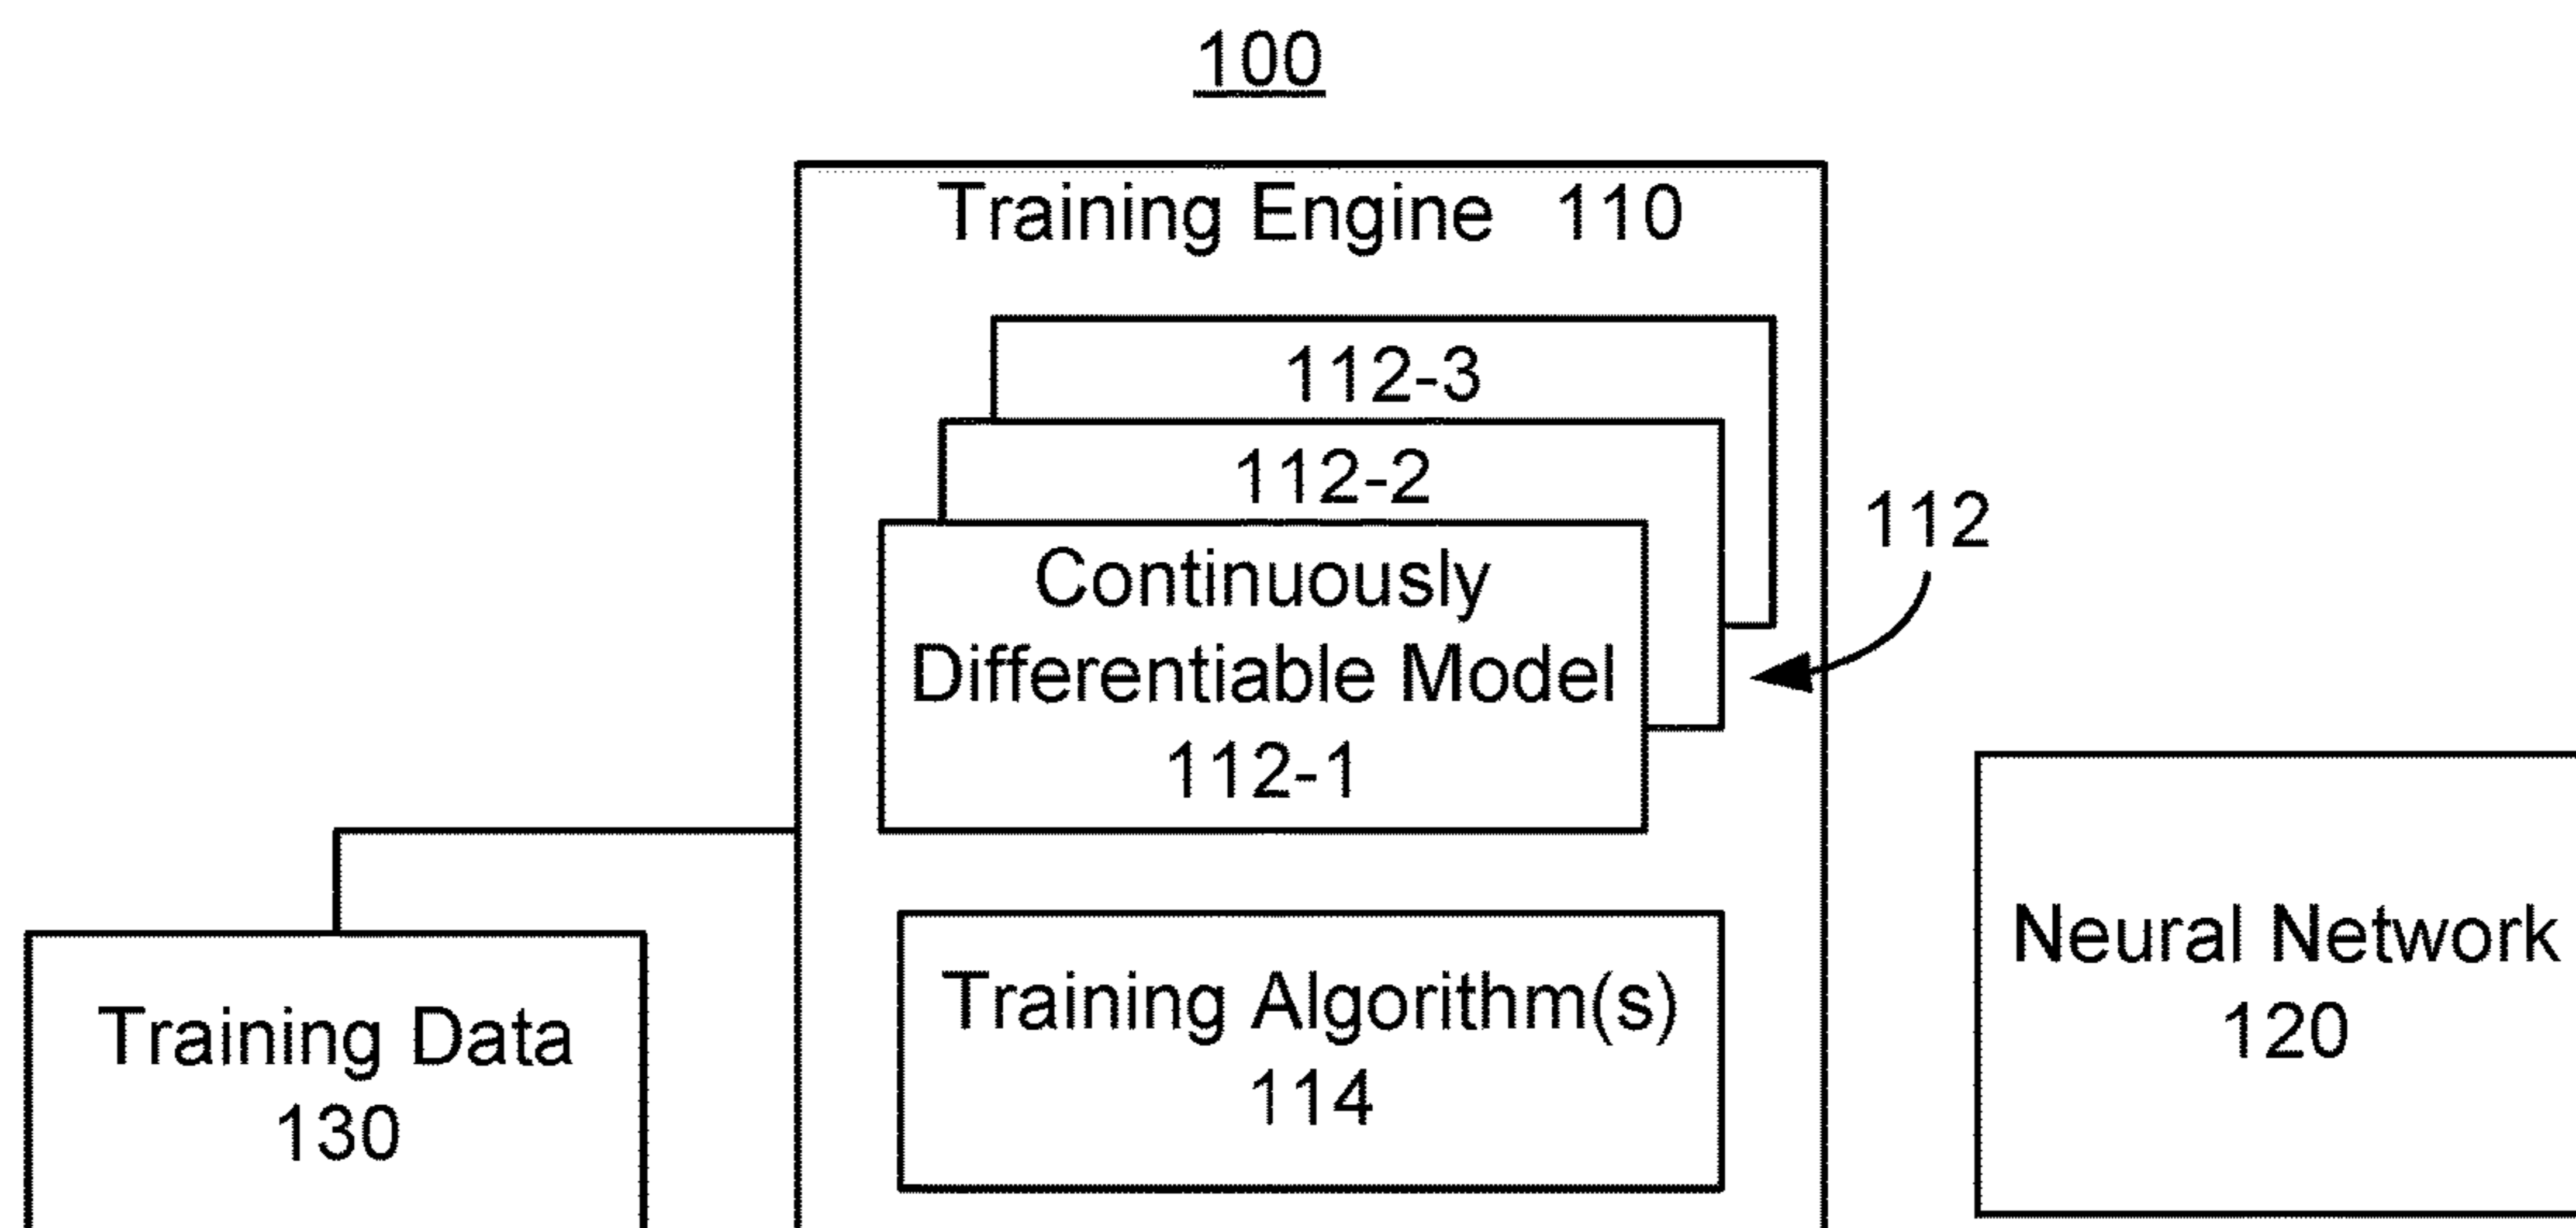 100
Training Engine 110
112-3
112-2
112
Continuously
Differentiable Model
112-1
Training Algorithm(s)
114
Training Data
130
Neural Network
120